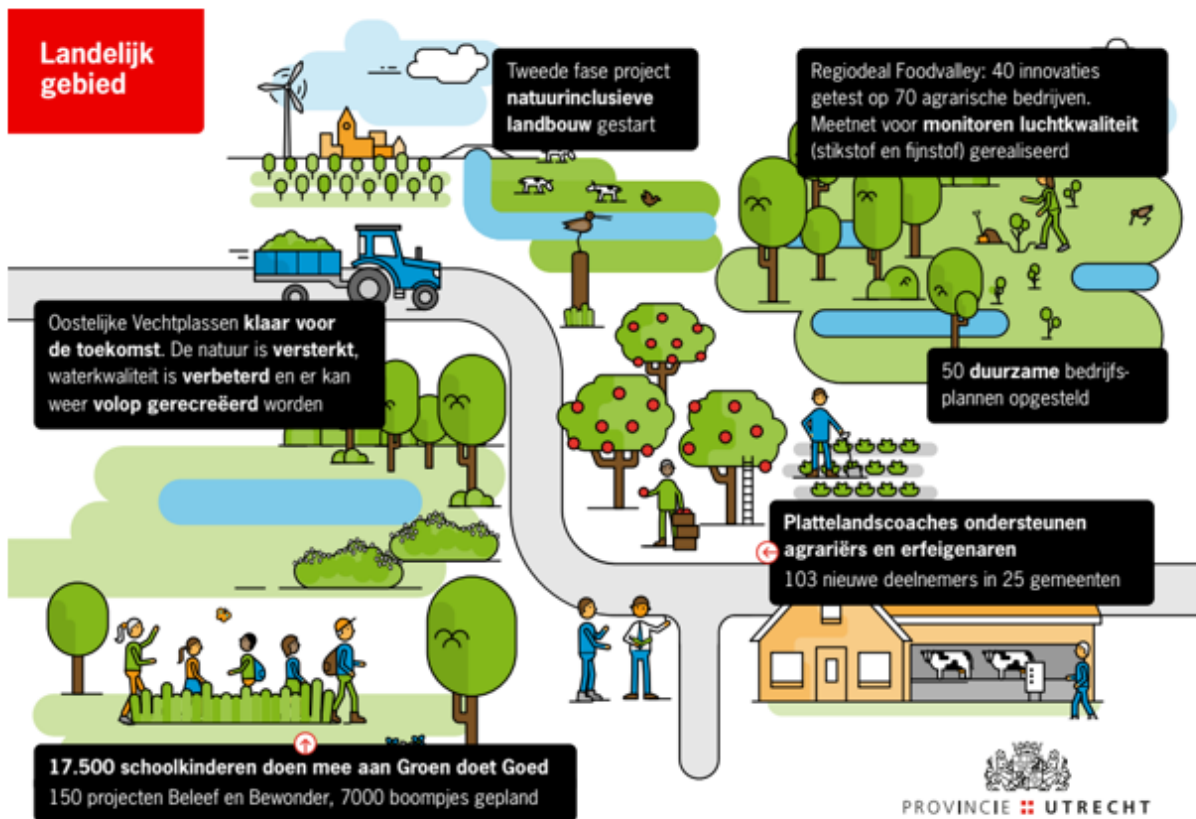 Landelijk
gebied
Tweede fase project
natuurinclusieve
landbouw gestart
Regiodeal Foodvalley: 40 innovaties
getest op 70 agrarische bedrijven.
Meetnet voor monitoren luchtkwaliteit
(stikstof en fijnstof) gerealiseerd
Oostelijke Vechtplassen klaar voor
de toekomst. De natuur is versterkt,
waterkwaliteit is verbeterd en er kan
weer volop gerecreëerd worden
50 duurzame bedrijfs-
plannen opgesteld
Plattelandscoaches ondersteunen
agrariërs en erfeigenaren
103 nieuwe deelnemers in 25 gemeenten
17.500 schoolkinderen doen mee aan Groen doet Goed
150 projecten Beleef en Bewonder, 7000 boompjes gepland
PROVINCIE UTRECHT